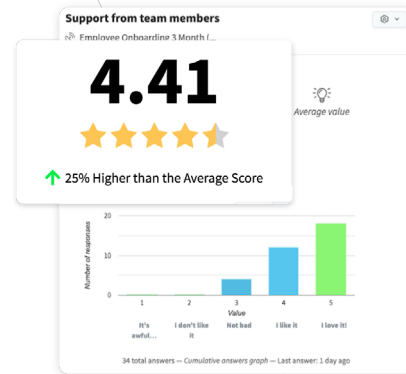 Support from team members
Employee Onboarding 3 Month (...
4.41
25% Higher than the Average Score
Average value
Number of responses
20
10
0
1 2 3 4 5
Value
It's awful... I don't like it Not bad I like it I love it!
34 total answers — Cumulative answers graph — Last answer: 1 day ago